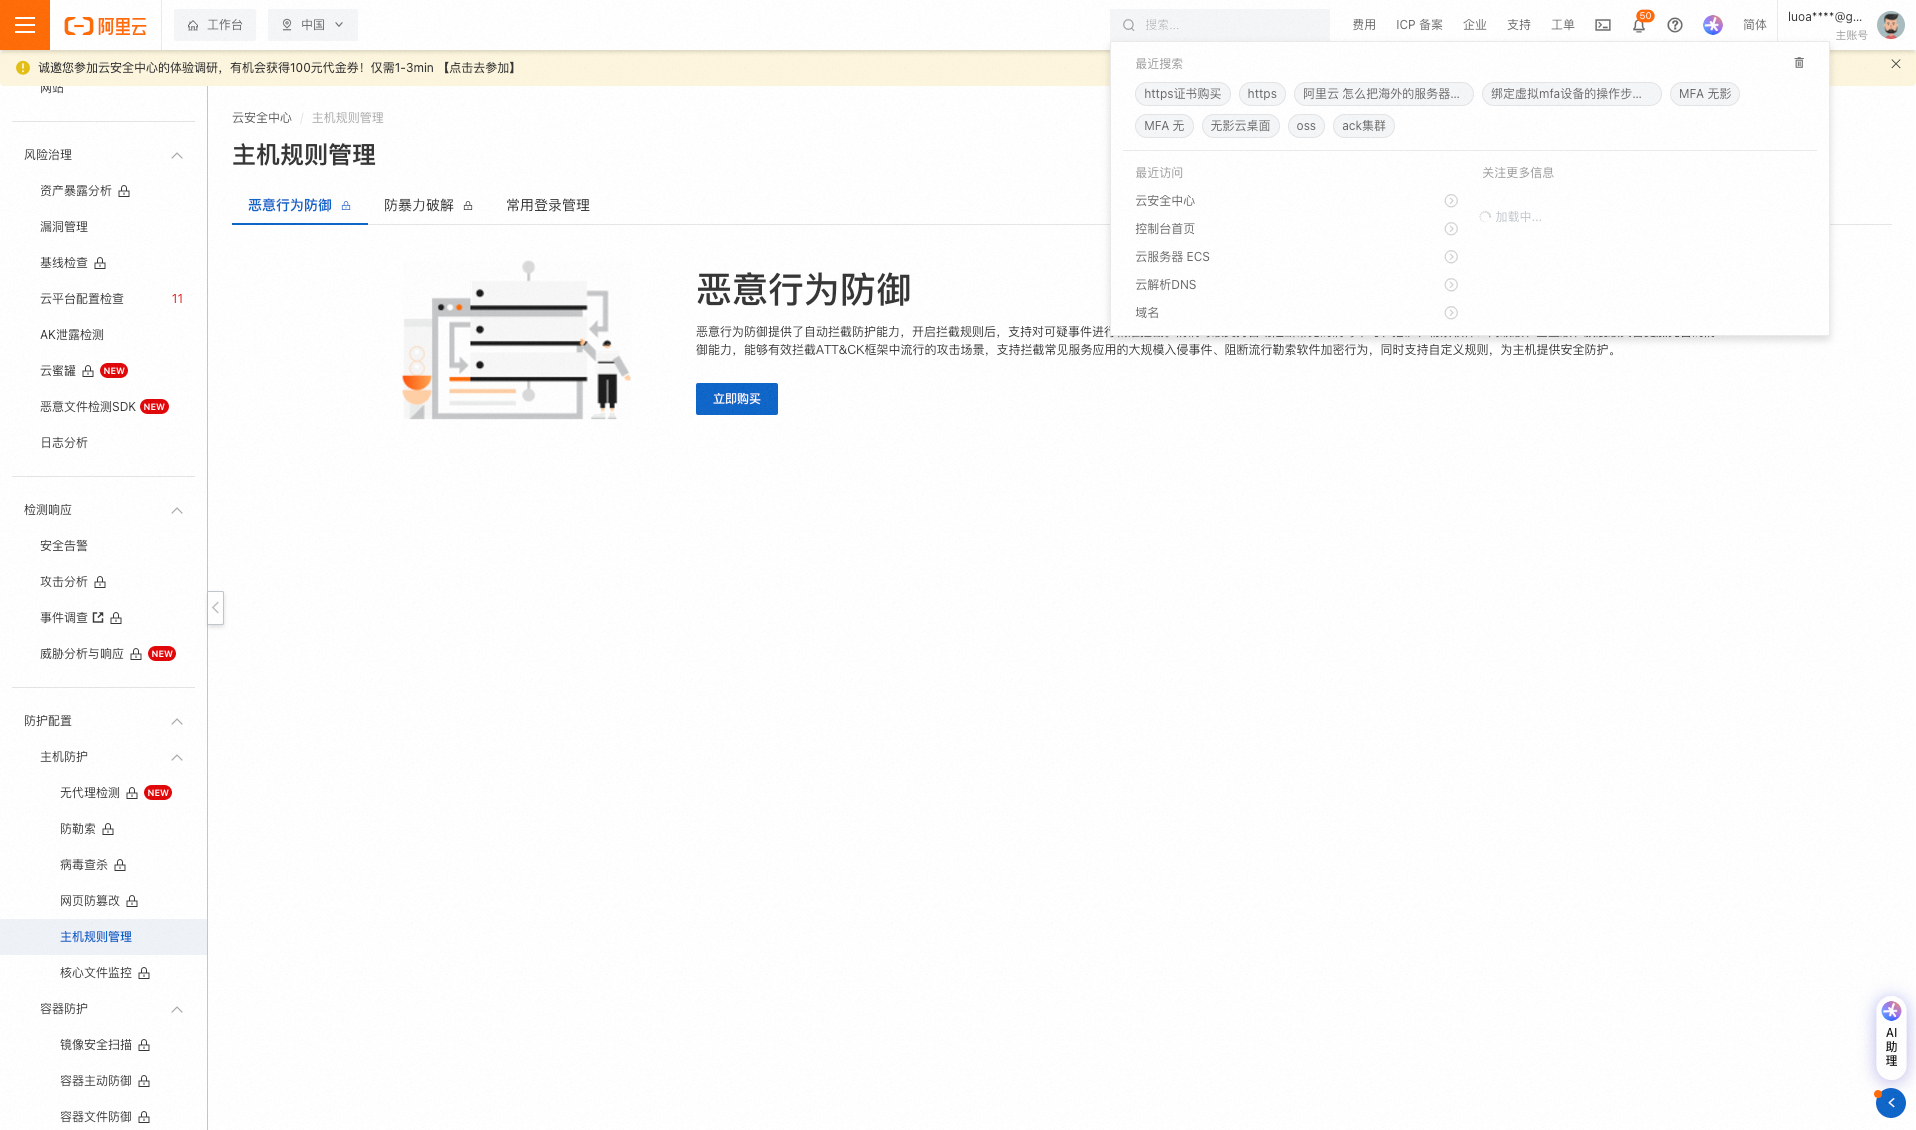 阿里云
工作台
中国
搜索...
费用
ICP 备案
企业
支持
工单
50
简体
luoa****@g...
主账号
诚邀您参加云安全中心的体验调研，有机会获得100元代金券！仅需1-3min 【点击去参加】
最近搜索
https证书购买
https
阿里云 怎么把海外的服务器...
绑定虚拟mfa设备的操作步...
MFA 无影
MFA 无
无影云桌面
oss
ack集群
最近访问
关注更多信息
云安全中心
加载中...
控制台首页
云服务器 ECS
云解析DNS
域名
网站
风险治理
资产暴露分析
漏洞管理
基线检查
云平台配置检查 11
AK泄露检测
云蜜罐 NEW
恶意文件检测SDK NEW
日志分析
检测响应
安全告警
攻击分析
事件调查
威胁分析与响应 NEW
防护配置
主机防护
无代理检测 NEW
防勒索
病毒查杀
网页防篡改
主机规则管理
核心文件监控
容器防护
镜像安全扫描
容器主动防御
容器文件防御
云安全中心 / 主机规则管理
主机规则管理
恶意行为防御
防暴力破解
常用登录管理
恶意行为防御
恶意行为防御提供了自动拦截防护能力，开启拦截规则后，支持对可疑事件进行
御能力，能够有效拦截ATT&CK框架中流行的攻击场景，支持拦截常见服务应用的大规模入侵事件、阻断流行勒索软件加密行为，同时支持自定义规则，为主机提供安全防护。
立即购买
AI
助
理